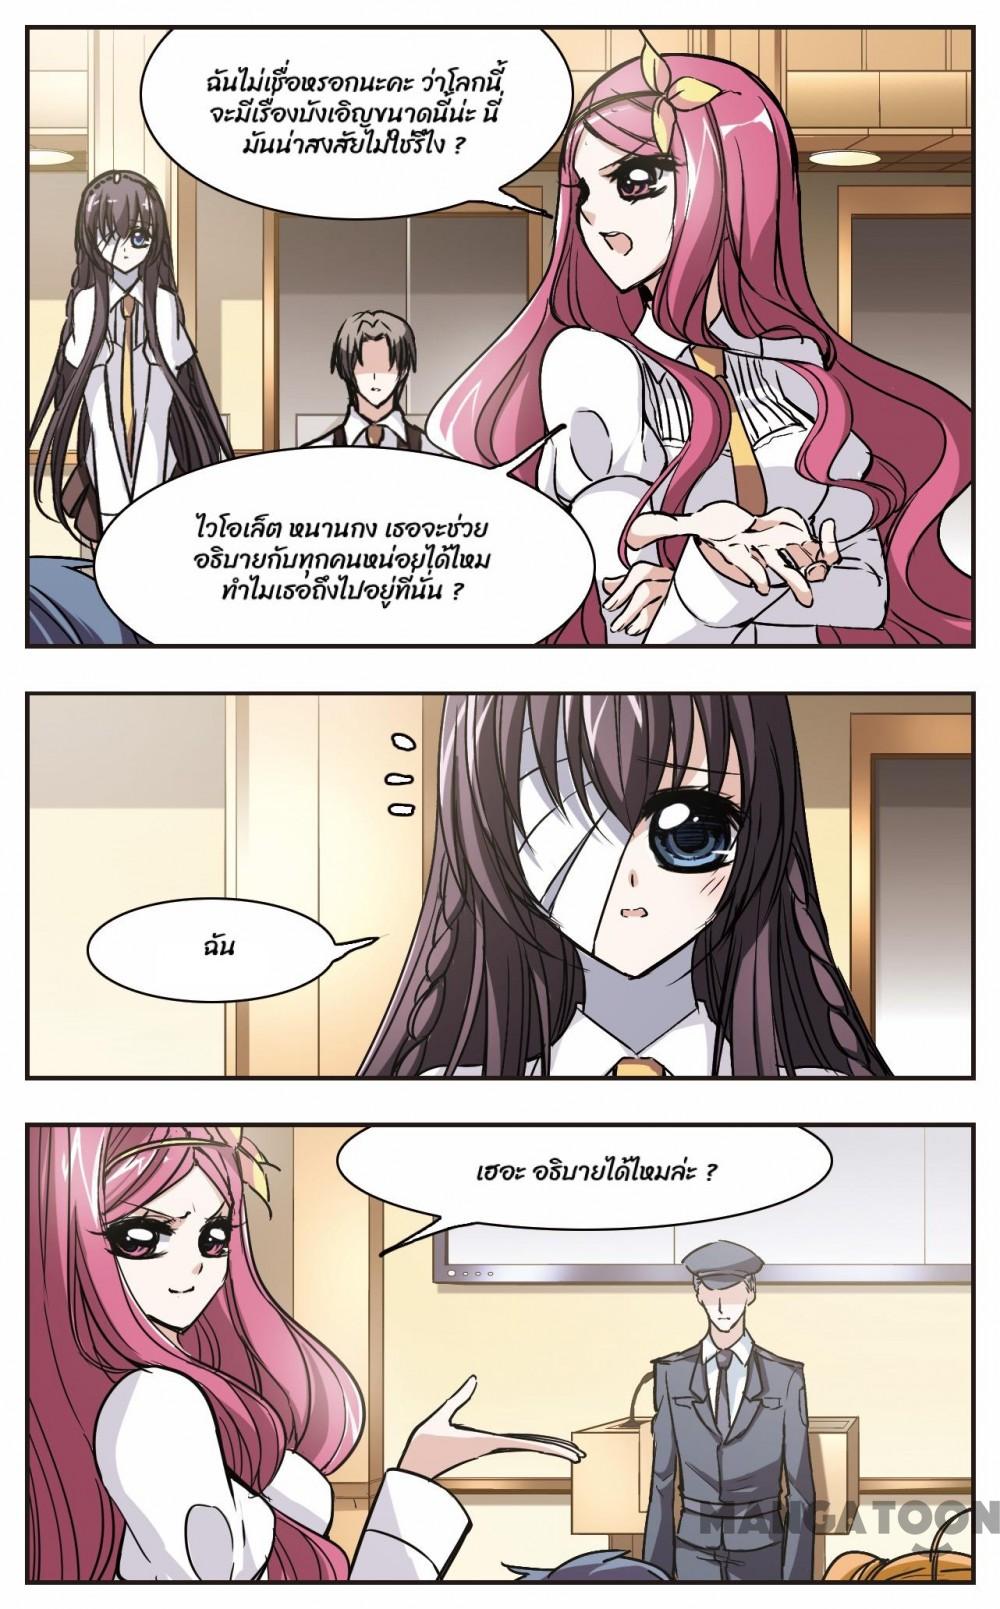 ฉันไม่เชื่อหรอกนะคะ ว่าโลกนี้
จะมีเรื่องบังเอิญขนาดนี้น่ะ นี่
มันน่าสงสัยไม่ใช่รึไง ?
ไวโอเล็ต หนานกง เธอจะช่วย
อธิบายกับทุกคนหน่อยได้ไหม
ทำไมเธอถึงไปอยู่ที่นั่น ?
ฉัน
เฮอะ อธิบายได้ไหมล่ะ ?
MANGATOON